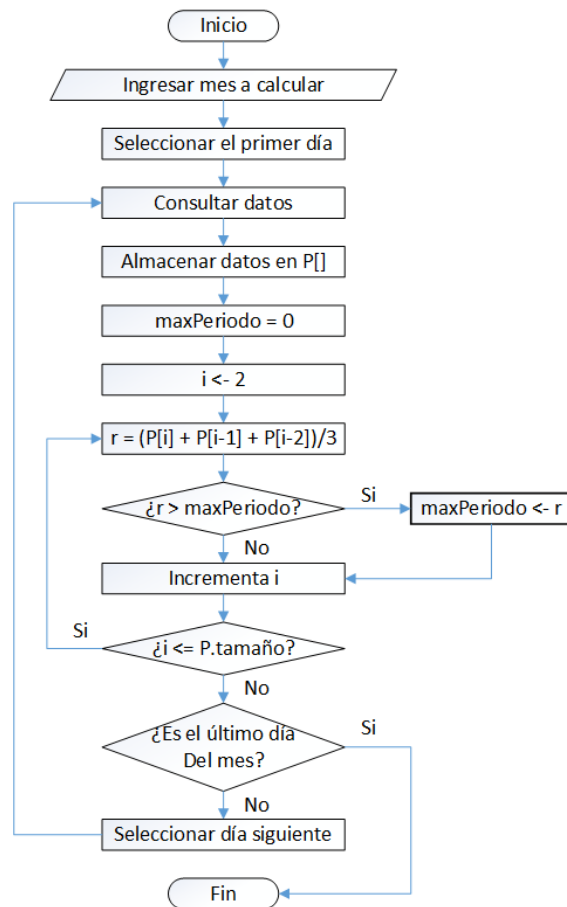 Inicio
Ingresar mes a calcular
Seleccionar el primer día
Consultar datos
Almacenar datos en P[]
maxPeriodo = 0
i <- 2
r = (P[i] + P[i-1] + P[i-2])/3
¿r > maxPeriodo?
Si
maxPeriodo <- r
No
Incrementa i
Si
¿i <= P.tamaño?
No
¿Es el último día
Del mes?
Si
No
Seleccionar día siguiente
Fin